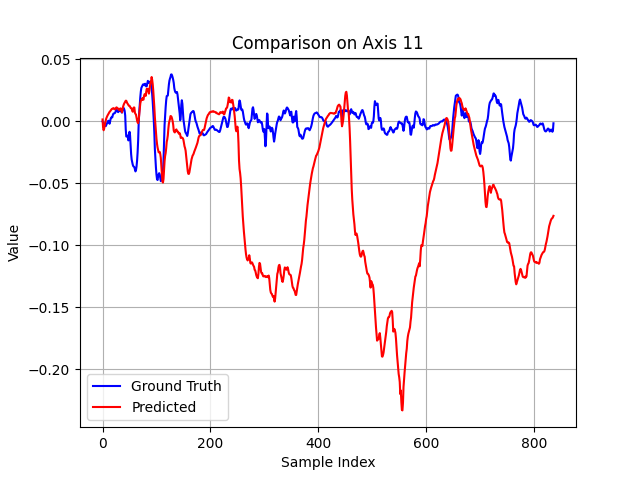 Comparison on Axis 11
0.05
0.00
−0.05
−0.10
−0.15
−0.20
Value
Ground Truth
Predicted
0
200
400
600
800
Sample Index